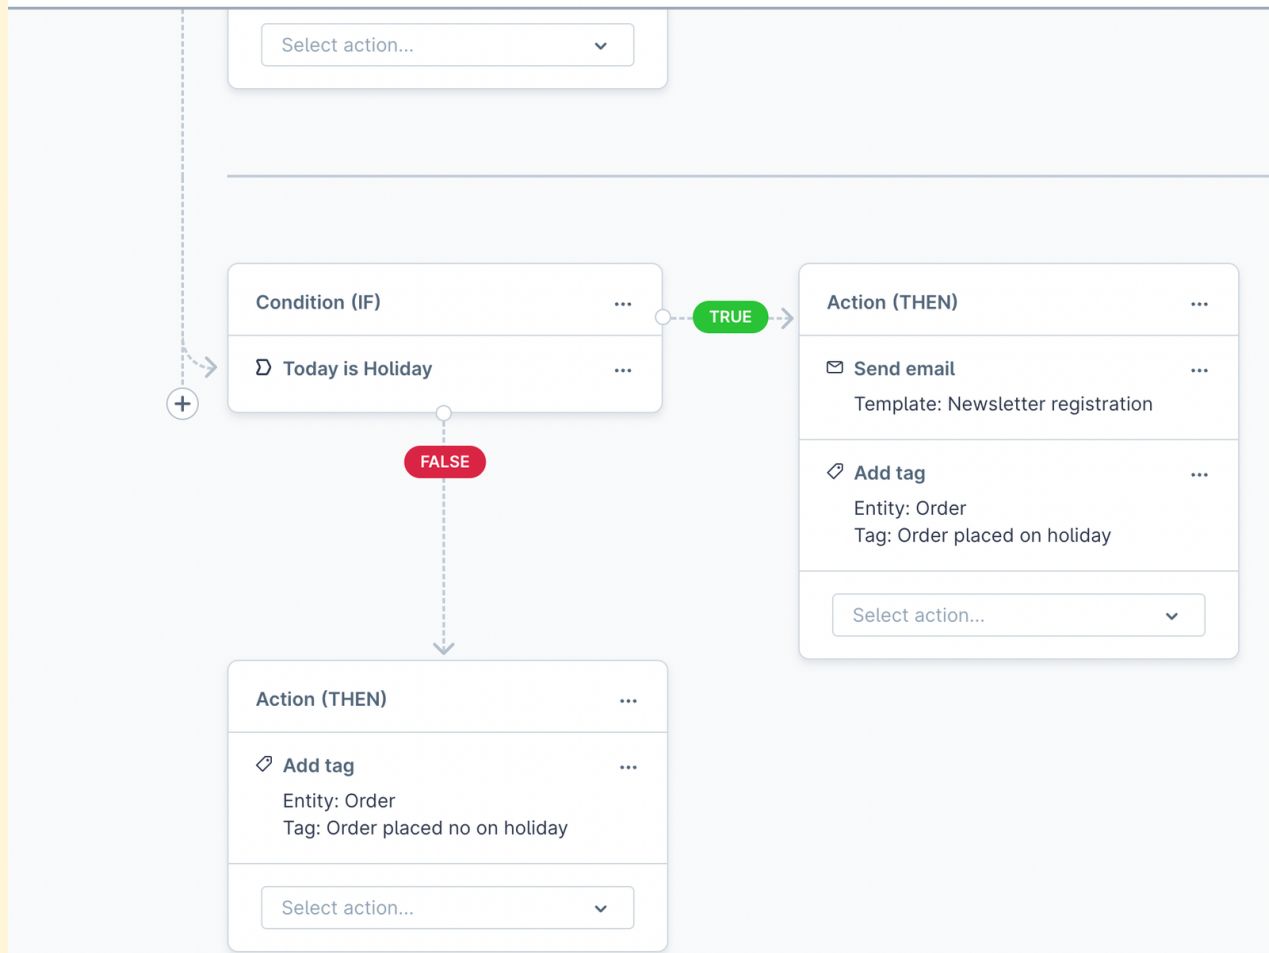 Select action...
Condition (IF)
...
TRUE
Action (THEN)
...
Today is Holiday
...
Send email
...
Template: Newsletter registration
FALSE
Add tag
...
Entity: Order
Tag: Order placed on holiday
Select action...
Action (THEN)
...
Add tag
...
Entity: Order
Tag: Order placed no on holiday
Select action...